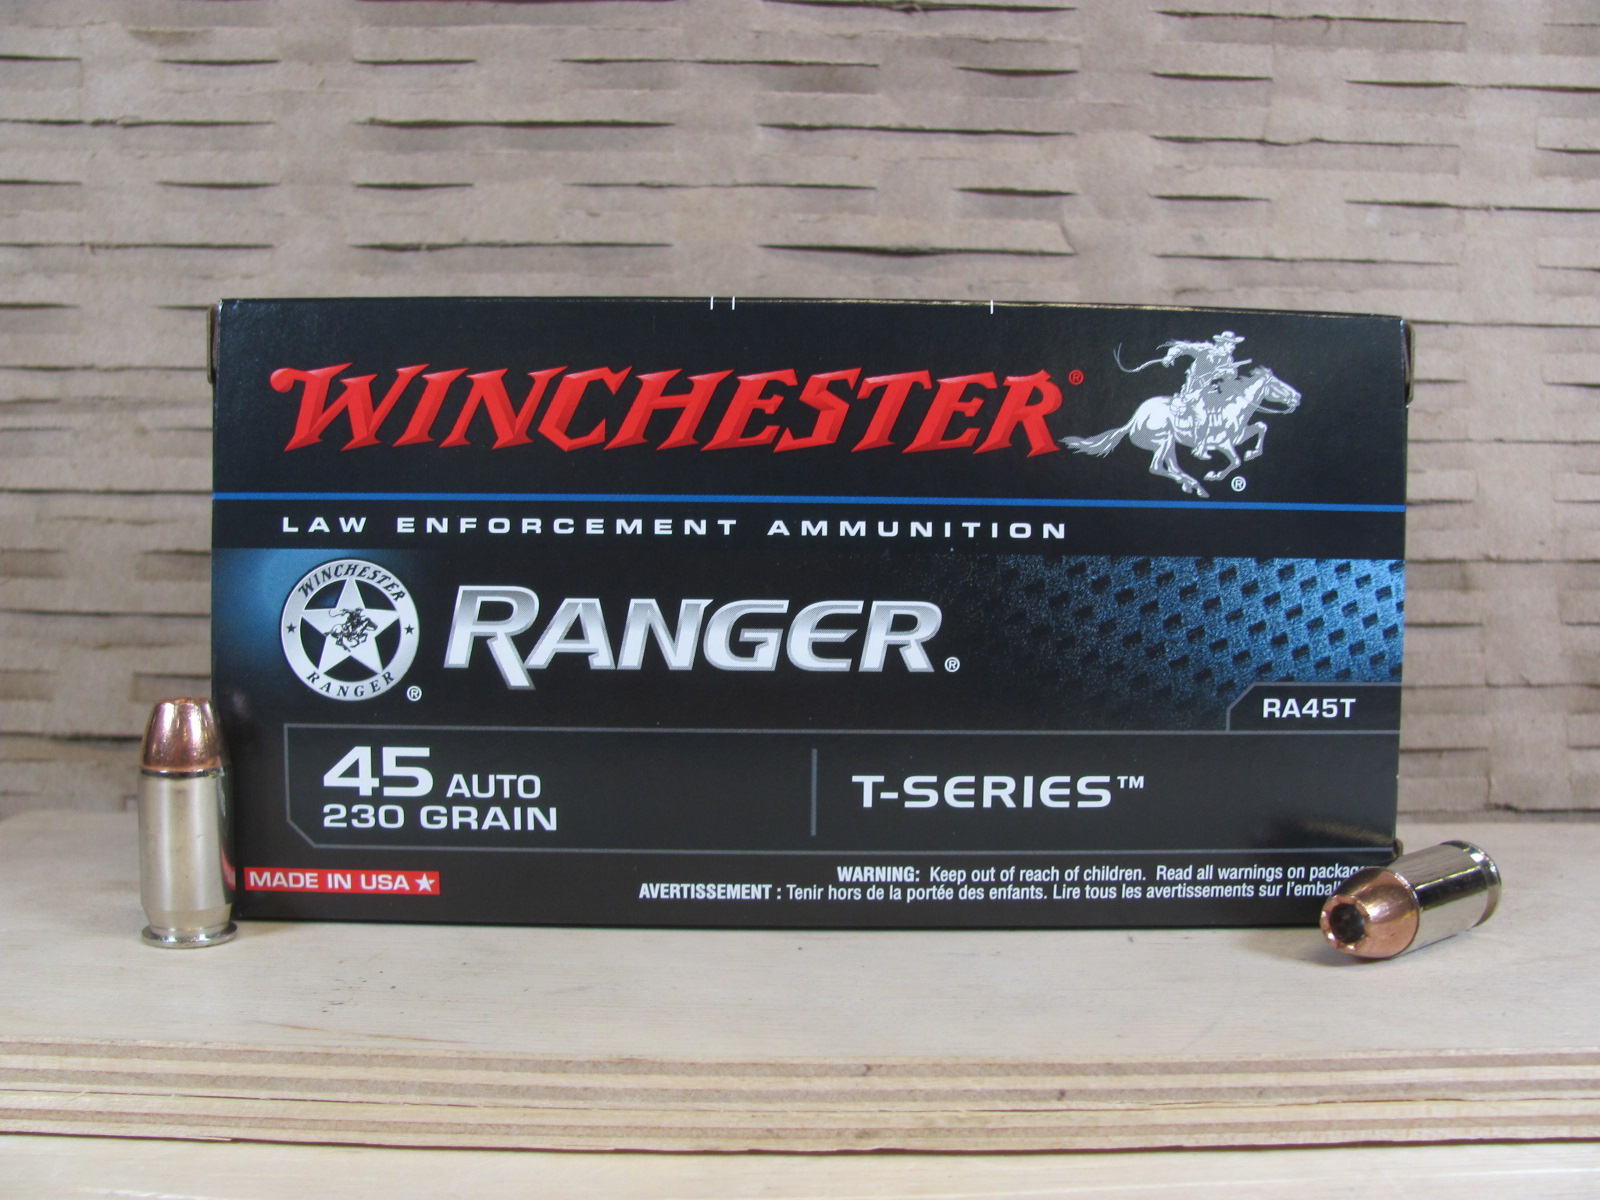 WINCHESTER®
®
LAW ENFORCEMENT AMMUNITION
WINCHESTER
RANGER
®
RANGER®
RA45T
45 AUTO
230 GRAIN
T-SERIES™
MADE IN USA
WARNING: Keep out of reach of children. Read all warnings on
AVERTISSEMENT : Tenir hors de la portée des enfants. Lire tous les avertissements sur